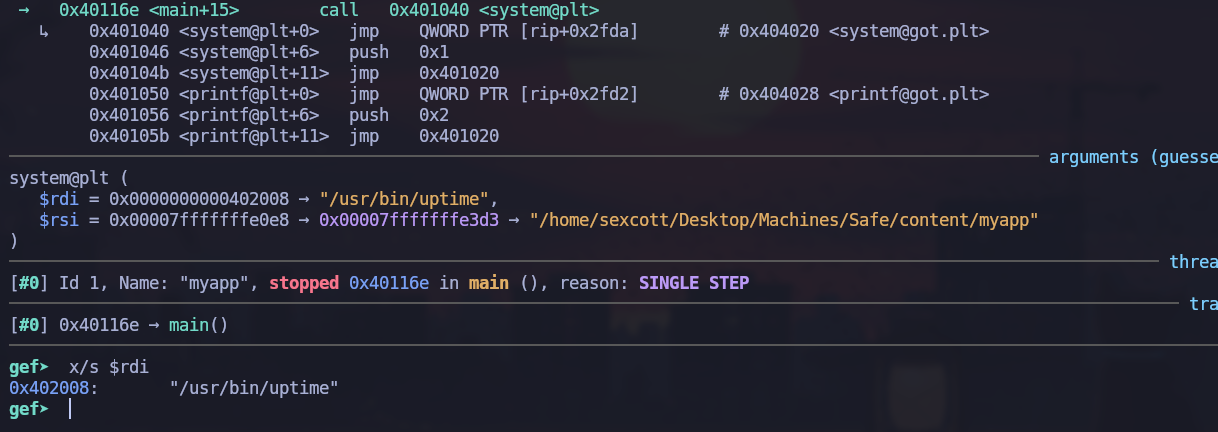 → 0x40116e <main+15> call 0x401040 <system@plt>
↳ 0x401040 <system@plt+0> jmp QWORD PTR [rip+0x2fda] # 0x404020 <system@got.plt>
0x401046 <system@plt+6> push 0x1
0x40104b <system@plt+11> jmp 0x401020
0x401050 <printf@plt+0> jmp QWORD PTR [rip+0x2fd2] # 0x404028 <printf@got.plt>
0x401056 <printf@plt+6> push 0x2
0x40105b <printf@plt+11> jmp 0x401020
arguments (guesse
system@plt (
$rdi = 0x0000000000402008 → "/usr/bin/uptime",
$rsi = 0x00007fffffffe0e8 → 0x00007fffffffe3d3 → "/home/sexcott/Desktop/Machines/Safe/content/myapp"
)
threa
[#0] Id 1, Name: "myapp", stopped 0x40116e in main (), reason: SINGLE STEP
tra
[#0] 0x40116e → main()
gef➤ x/s $rdi
0x402008: "/usr/bin/uptime"
gef➤